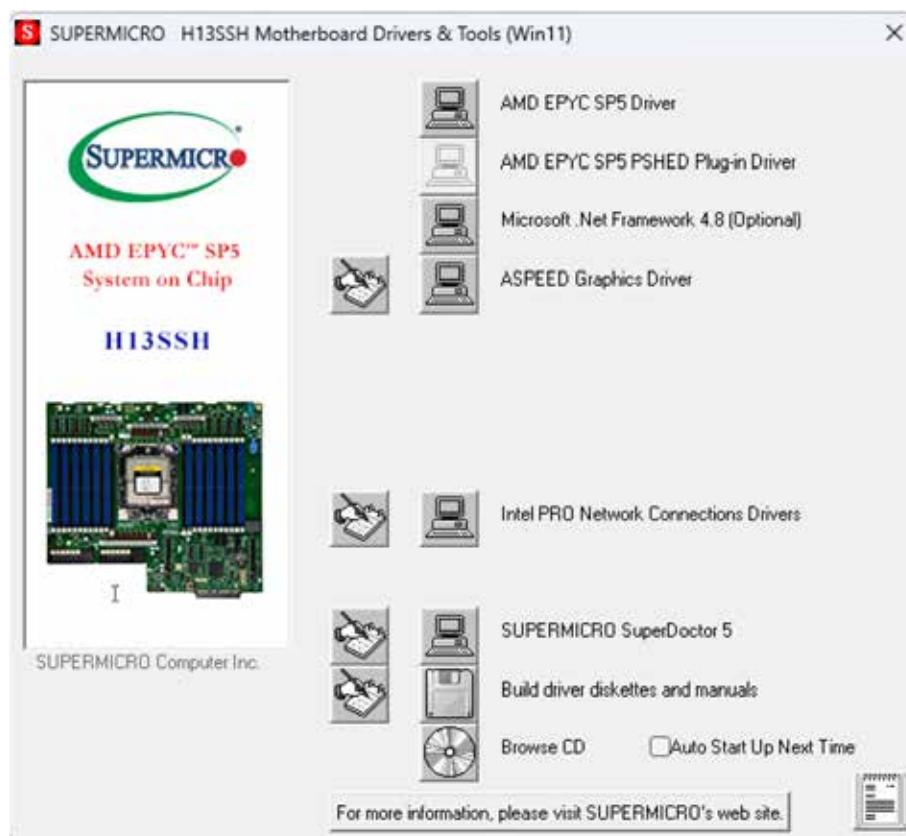 S SUPERMICRO H13SSH Motherboard Drivers & Tools (Win11)
SUPERMICRO
AMD EPYC™ SP5
System on Chip
H13SSH
SUPERMICRO Computer Inc.
AMD EPYC SP5 Driver
AMD EPYC SP5 PSHED Plug-in Driver
Microsoft .Net Framework 4.8 (Optional)
ASPEED Graphics Driver
Intel PRO Network Connections Drivers
SUPERMICRO SuperDoctor 5
Build driver diskettes and manuals
Browse CD Auto Start Up Next Time
For more information, please visit SUPERMICRO's web site.